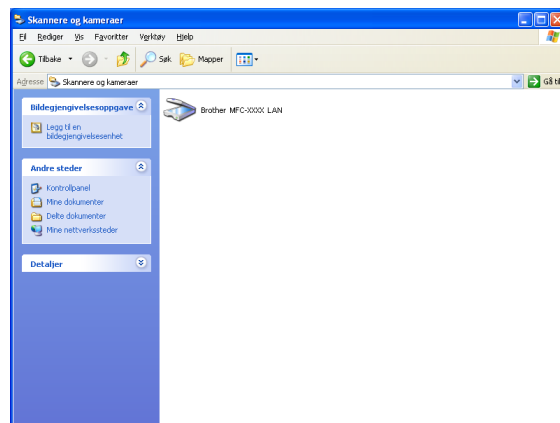 Skannere og kameraer
Fil Rediger Vis Favoritter Verktøy Hjelp
Tilbake Søk Mapper
Adresse Skannere og kameraer Gå til
Bildegjengivelsesoppgave
Legg til en
bildegjengivelsesenhet
Brother MFC-XXXX LAN
Andre steder
Kontrollpanel
Mine dokumenter
Delte dokumenter
Mine nettverkssteder
Detaljer